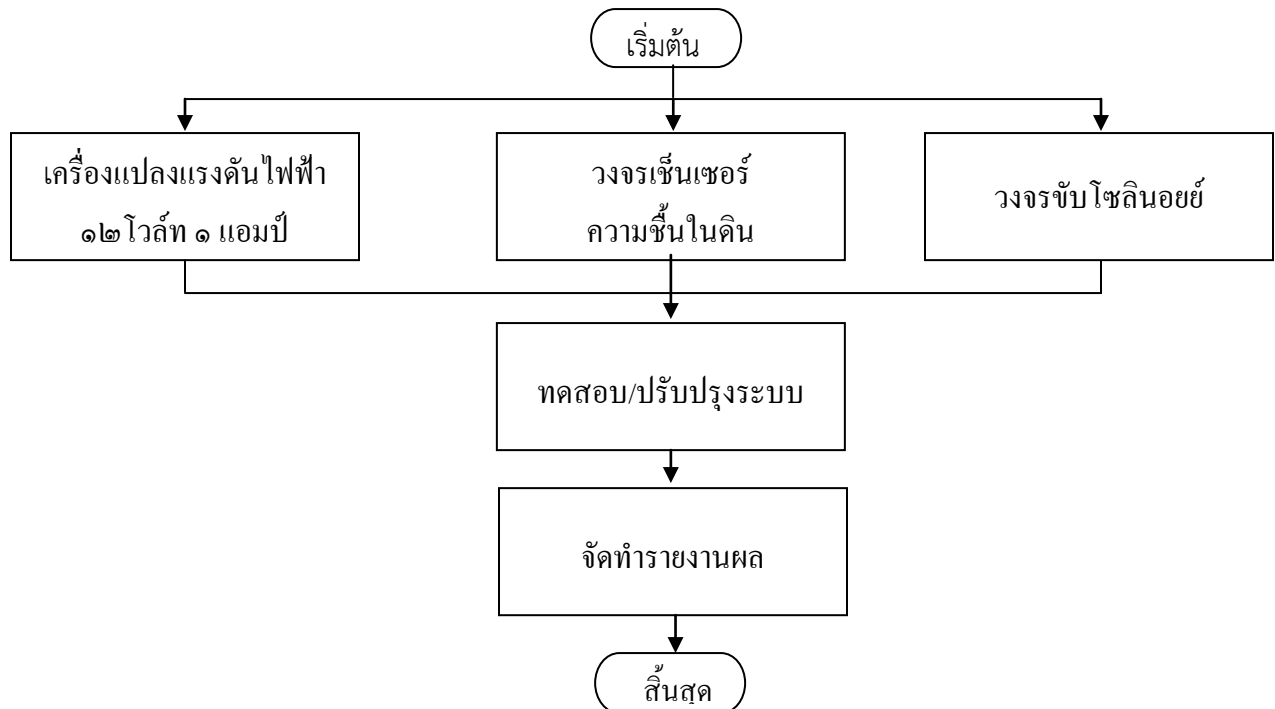 เริ่มต้น
เครื่องแปลงแรงดันไฟฟ้า
๑๒ โวล์ท ๑ แอมป์
วงจรเซ็นเซอร์
ความชื้นในดิน
วงจรขับโซลินอยย์
ทดสอบ/ปรับปรุงระบบ
จัดทำรายงานผล
สิ้นสุด